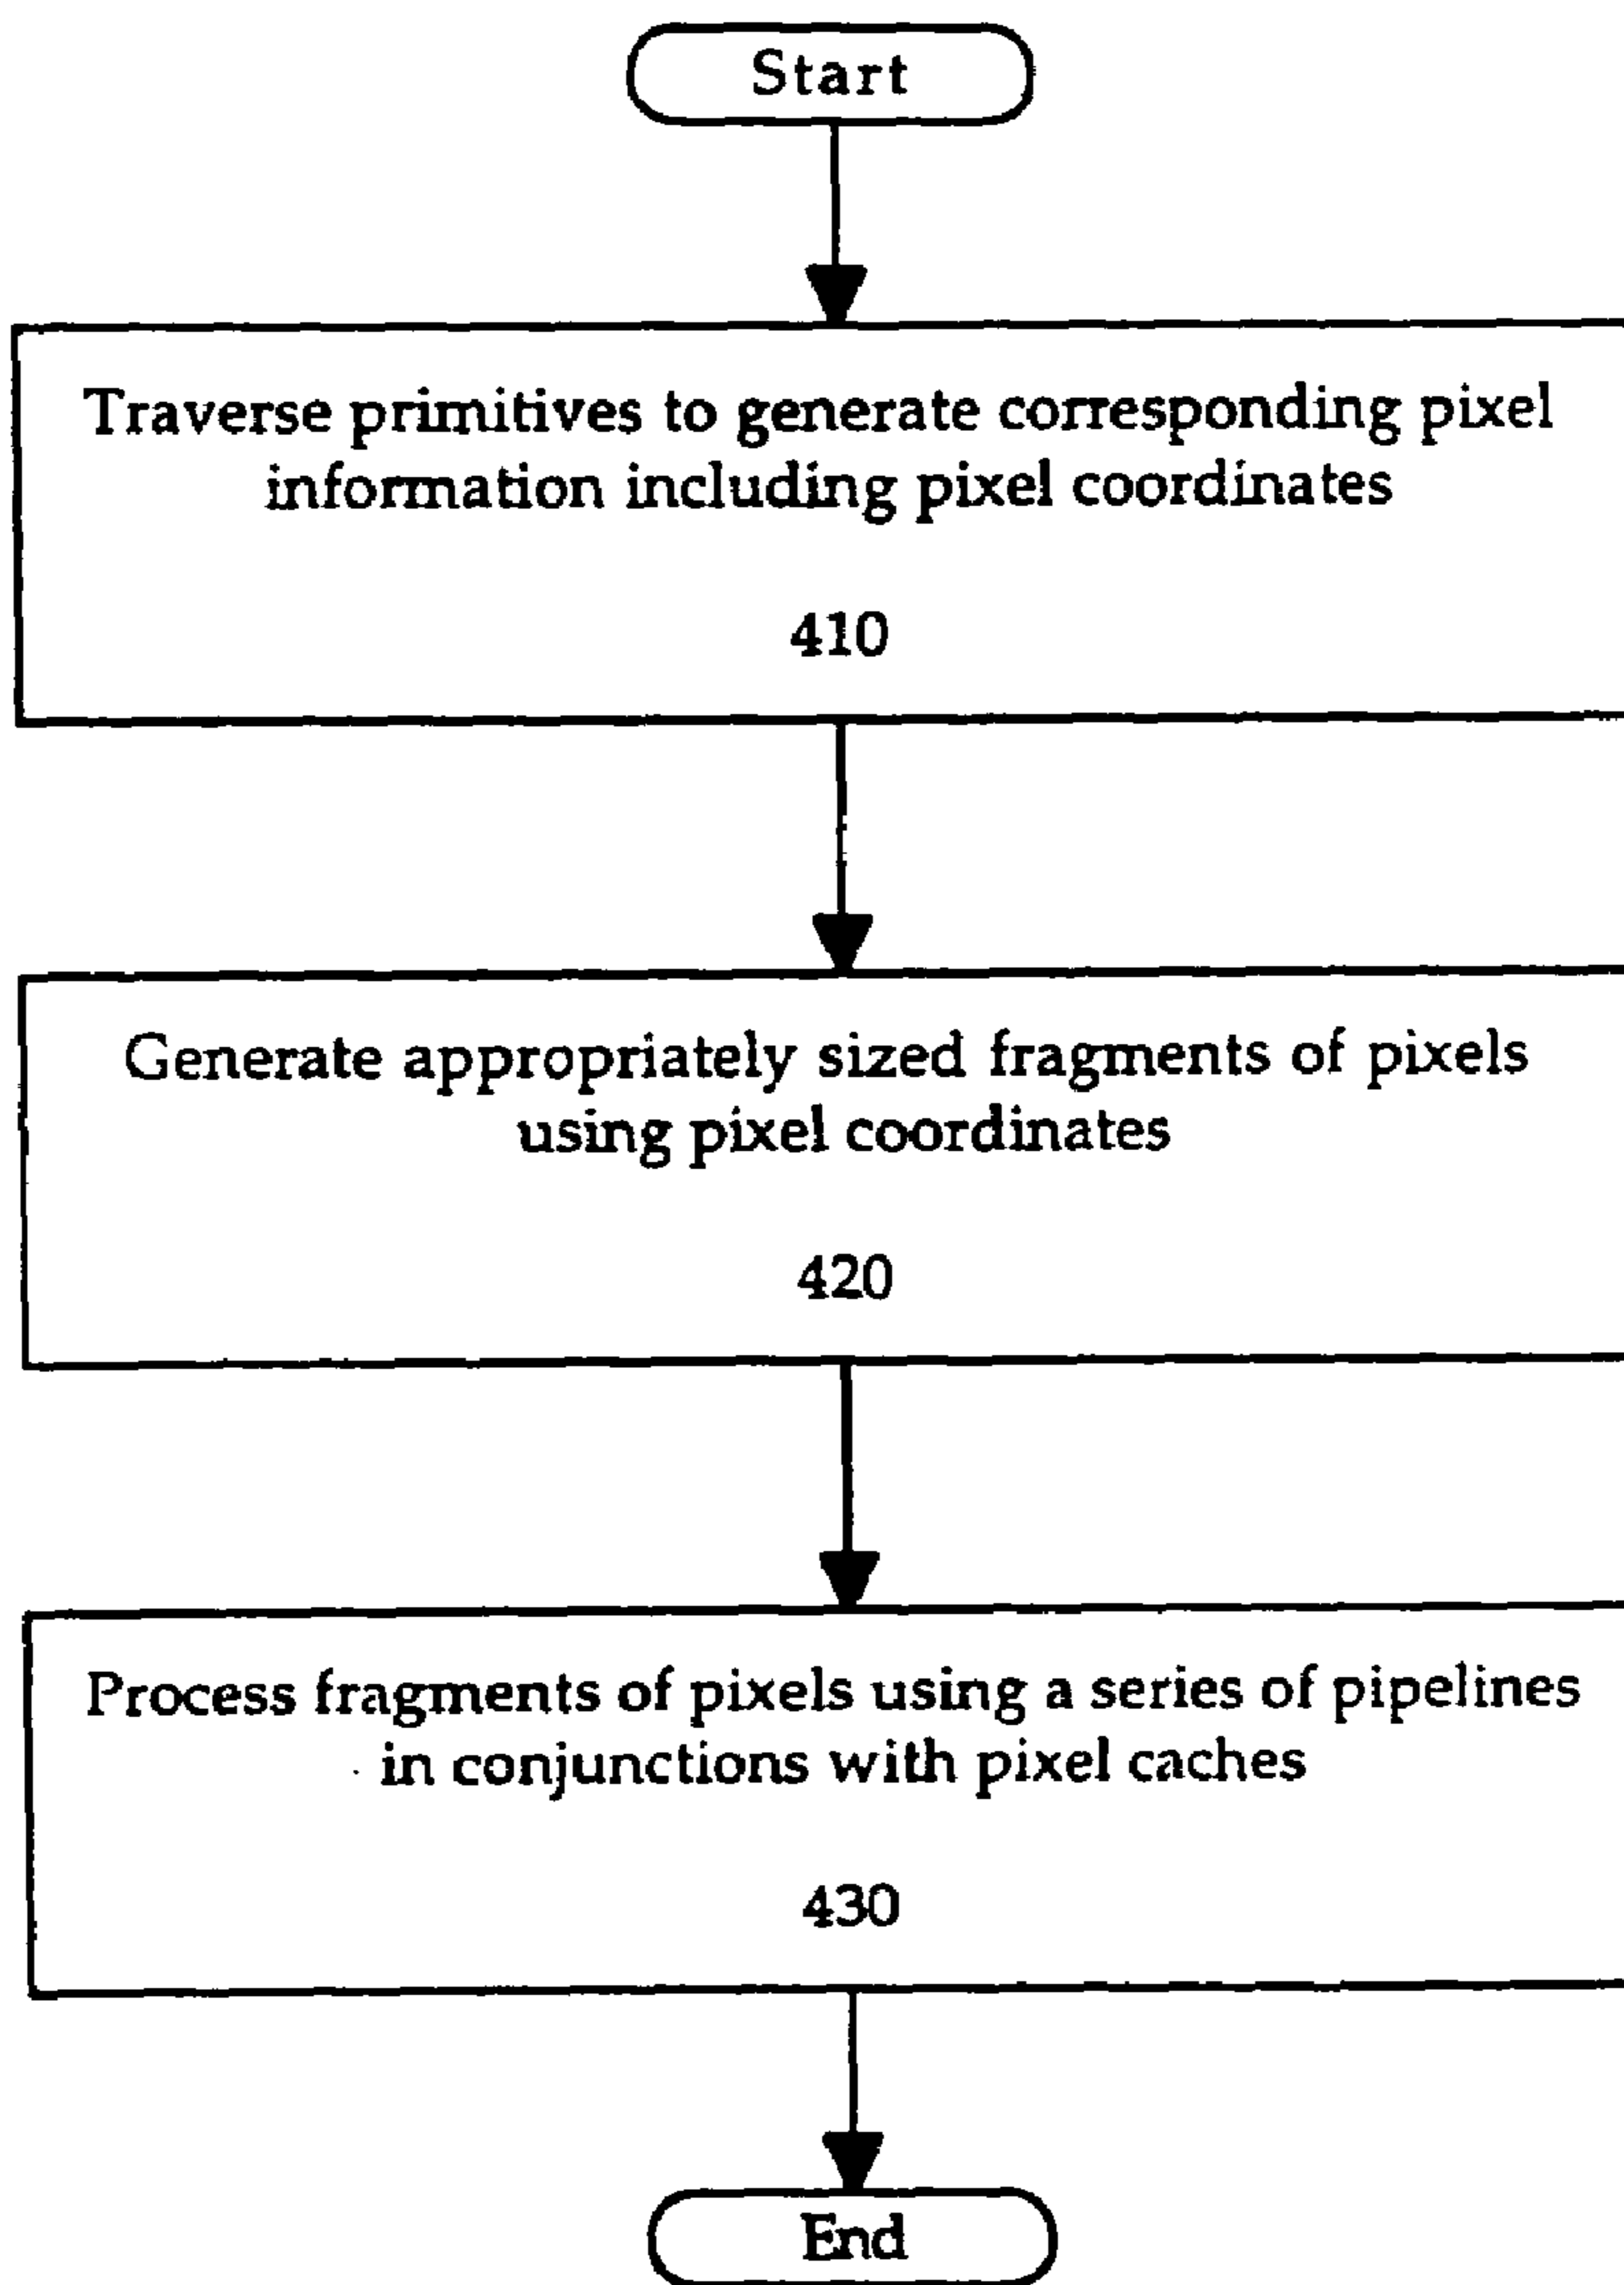 Start
Traverse primitives to generate corresponding pixel
information including pixel coordinates
410
Generate appropriately sized fragments of pixels
using pixel coordinates
420
Process fragments of pixels using a series of pipelines
in conjunctions with pixel caches
430
End